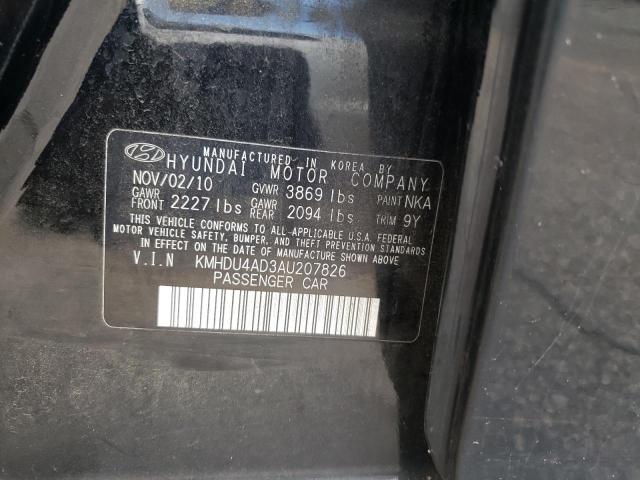 MANUFACTURED IN KOREA BY
HYUNDAI MOTOR COMPANY
NOV/02/10 GVWR 3869 lbs PAINT NKA
GAWR FRONT 2227 lbs GAWR REAR 2094 lbs TRIM 9Y
THIS VEHICLE CONFORMS TO ALL APPLICABLE U.S.A. FEDERAL
MOTOR VEHICLE SAFETY, BUMPER, AND THEFT PREVENTION STANDARDS
IN EFFECT ON THE DATE OF MANUFACTURE SHOWN ABOVE
V.I.N KMHDU4AD3AU207826
PASSENGER CAR